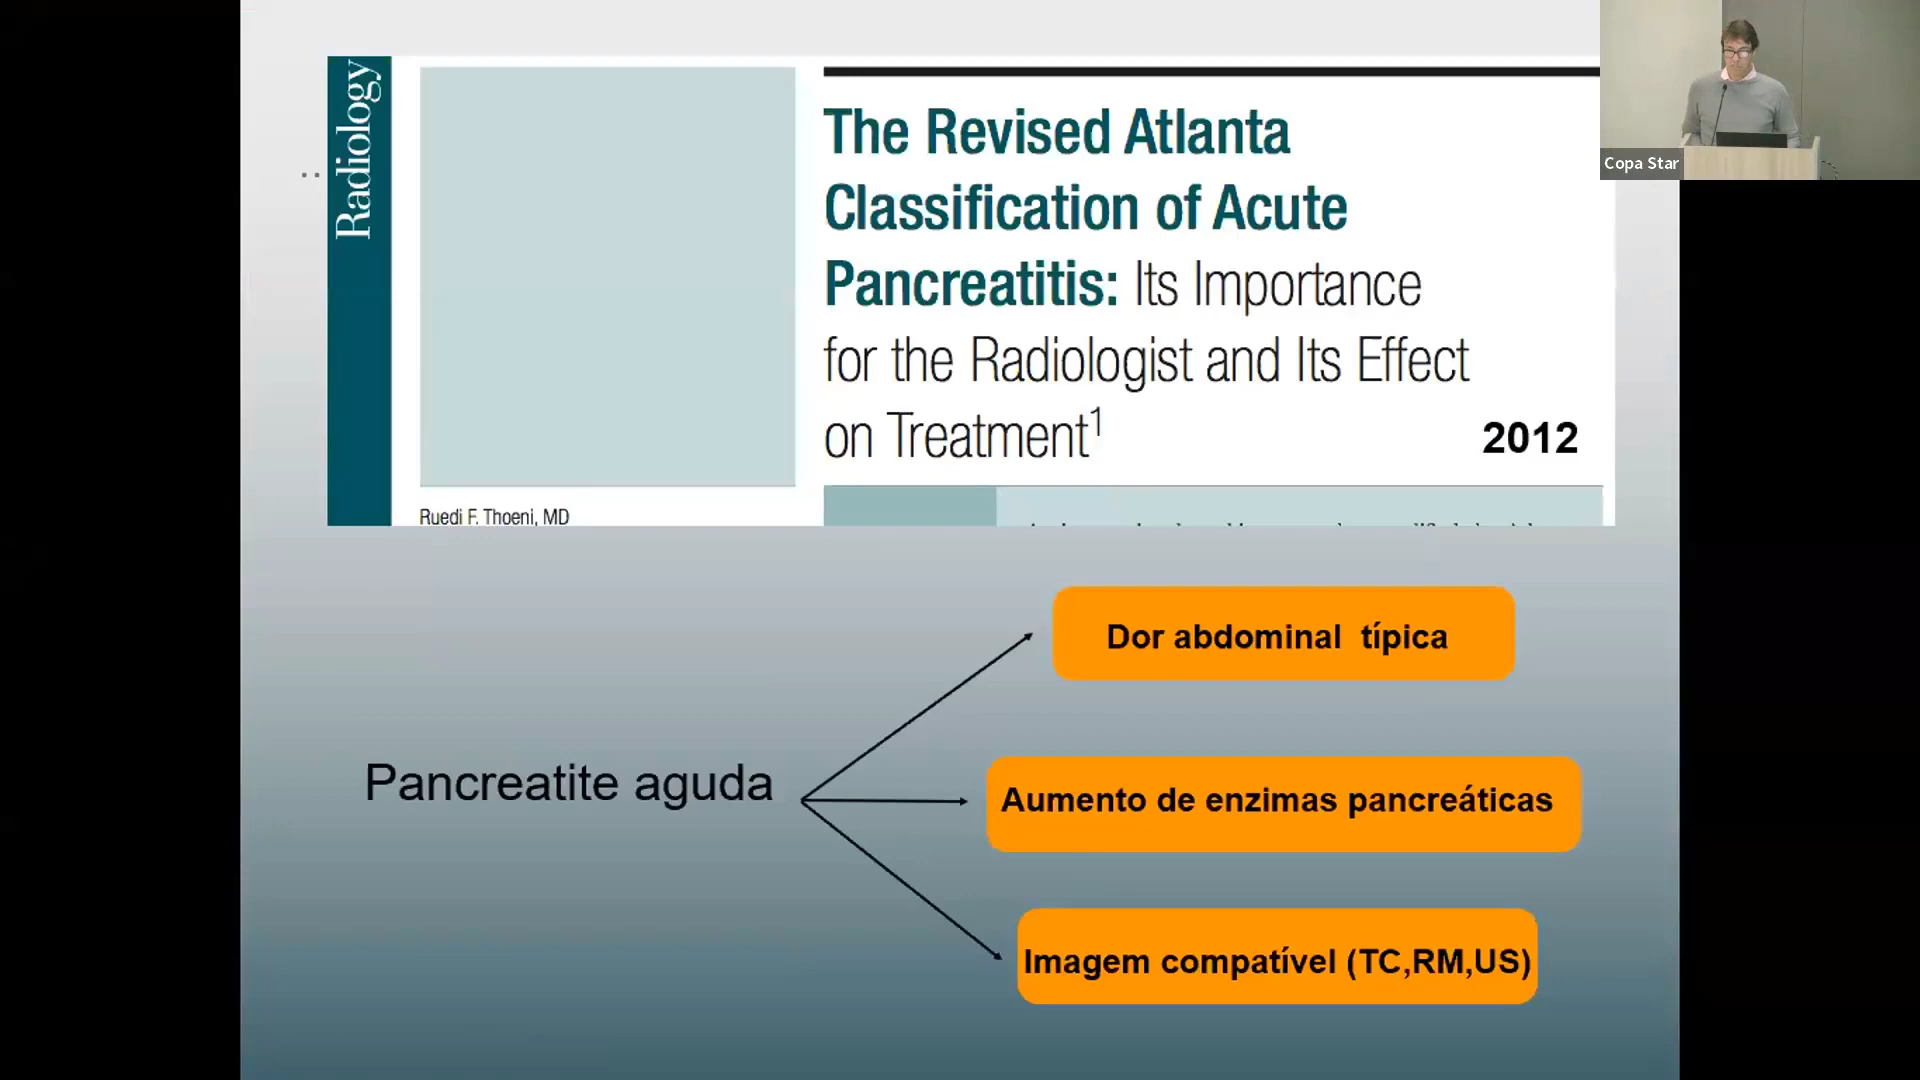 Radiology
The Revised Atlanta
Classification of Acute
Pancreatitis: Its Importance
for the Radiologist and Its Effect
on Treatment1
2012
Ruedi F. Thoeni, MD
Copa Star
Pancreatite aguda
Dor abdominal  típica
Aumento de enzimas pancreáticas
Imagem compatível (TC,RM,US)